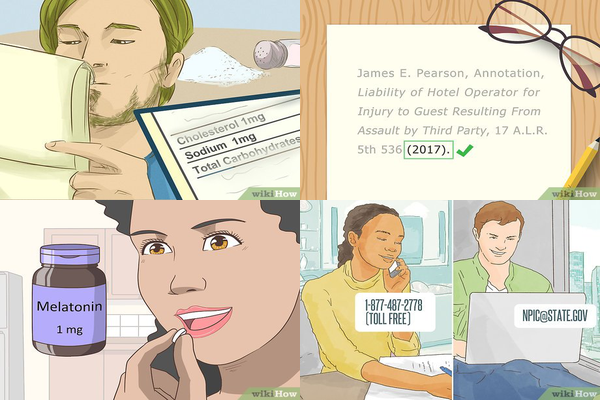 Cholesterol 1mg
Sodium 1mg
Total Carbohydrates
wikiHow
James E. Pearson, Annotation,
Liability of Hotel Operator for
Injury to Guest Resulting From
Assault by Third Party, 17 A.L.R.
5th 536 (2017).
wikiHow
Melatonin
1 mg
wikiHow
1-877-487-2778
(TOLL FREE)
NPIC@STATE.GOV
wikiHow